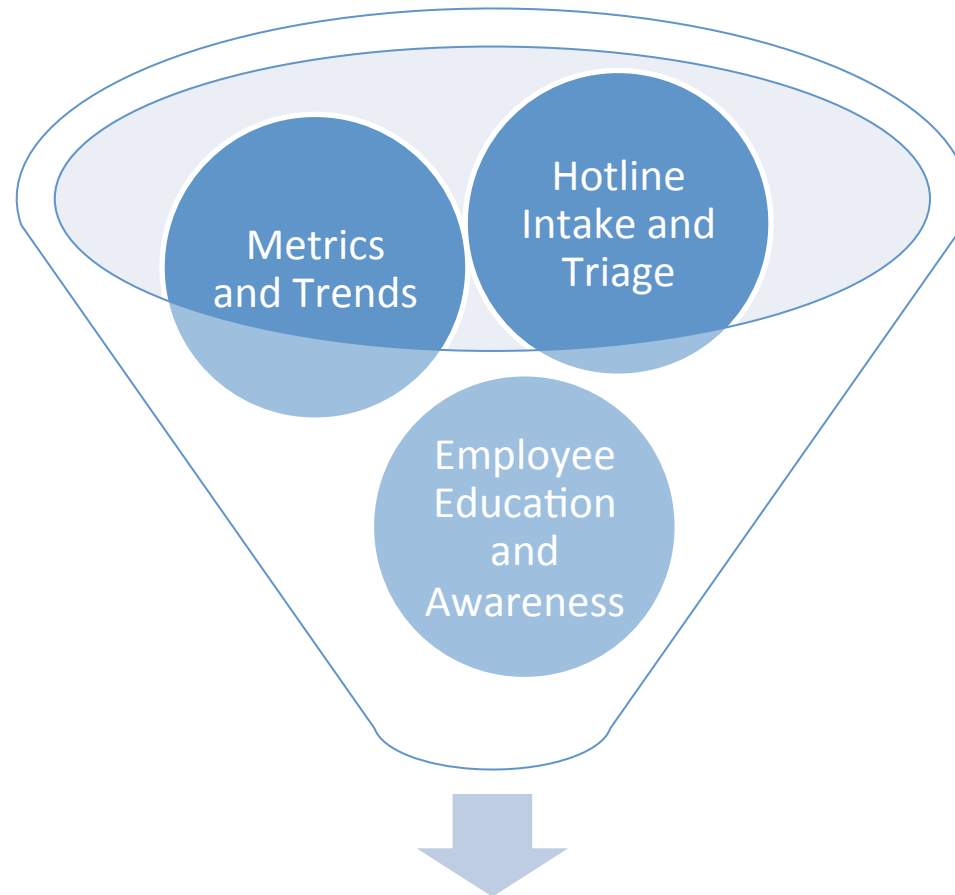 Metrics
and Trends
Hotline
Intake and
Triage
Employee
Education
and
Awareness